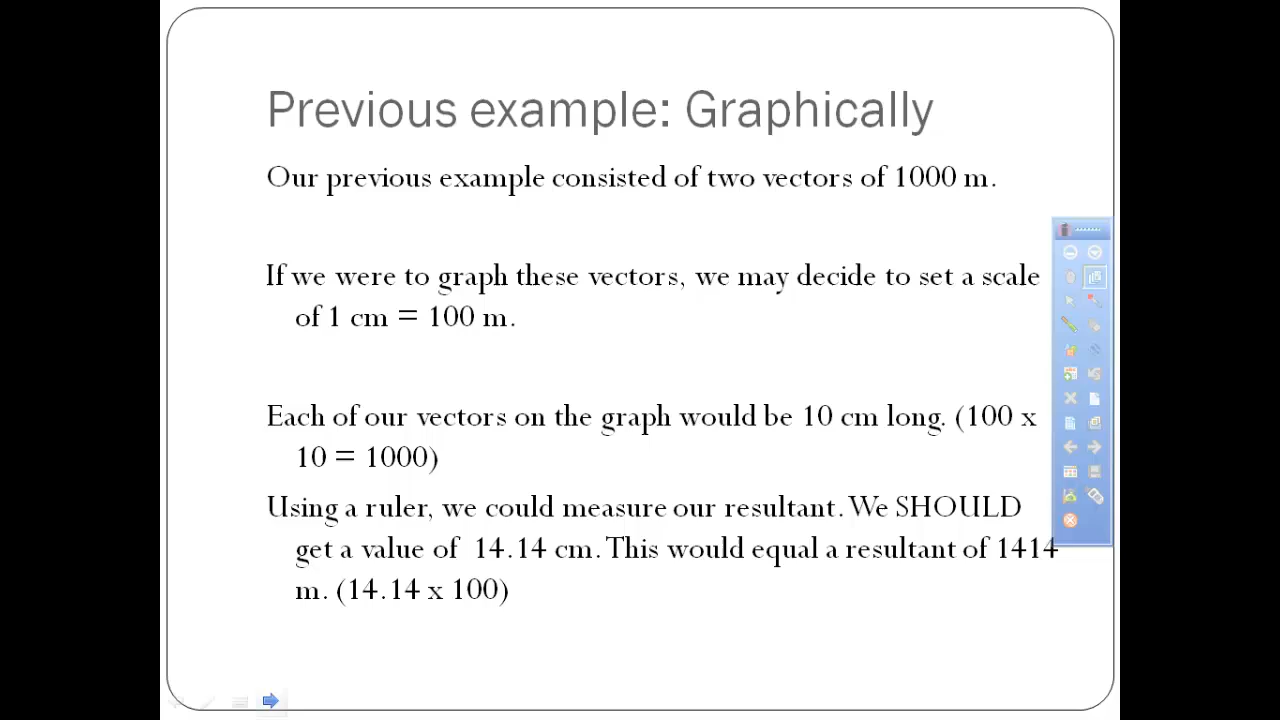 Previous example: Graphically
Our previous example consisted of two vectors of 1000 m.
If we were to graph these vectors, we may decide to set a scale
of 1 cm = 100 m.
Each of our vectors on the graph would be 10 cm long. (100 x
10 = 1000)
Using a ruler, we could measure our resultant. We SHOULD
get a value of 14.14 cm. This would equal a resultant of 1414
m. (14.14 x 100)